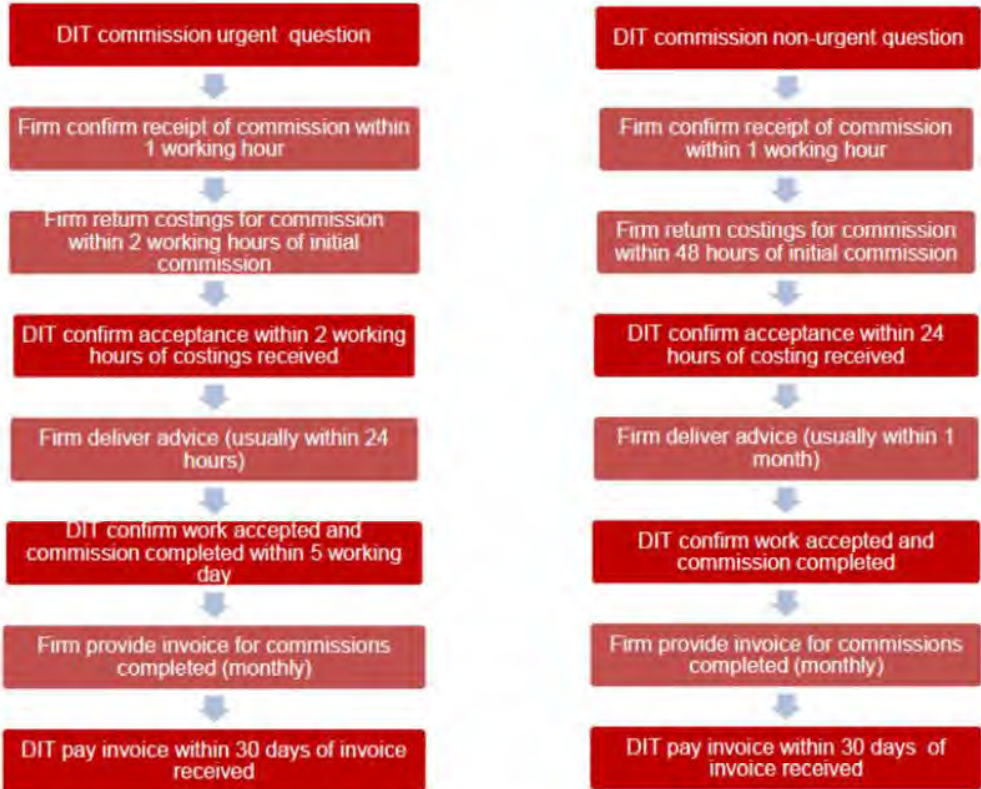 DIT commission urgent question
Firm confirm receipt of commission within
1 working hour
Firm return costings for commission
within 2 working hours of initial
commission
DIT confirm acceptance within 2 working
hours of costings received
Firm deliver advice (usually within 24
hours)
DIT confirm work accepted and
commission completed within 5 working
day
Firm provide invoice for commissions
completed (monthly)
DIT pay invoice within 30 days of invoice
received
DIT commission non-urgent question
Firm confirm receipt of commission
within 1 working hour
Firm return costings for commission
within 48 hours of initial commission
DIT confirm acceptance within 24
hours of costing received
Firm deliver advice (usually within 1
month)
DIT confirm work accepted and
commission completed
Firm provide invoice for commissions
completed (monthly)
DIT pay invoice within 30 days of
invoice received